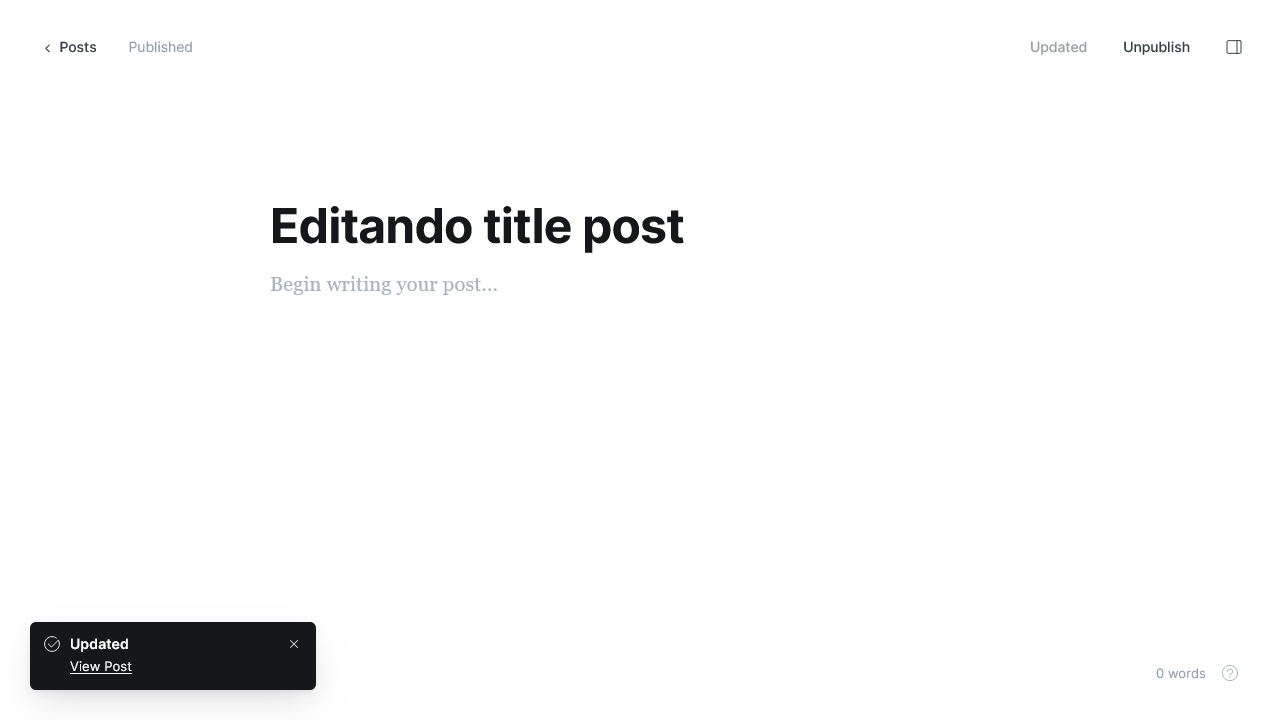 Posts
Published
Updated
Unpublish
Editando title post
Begin writing your post...
Updated
View Post
0 words